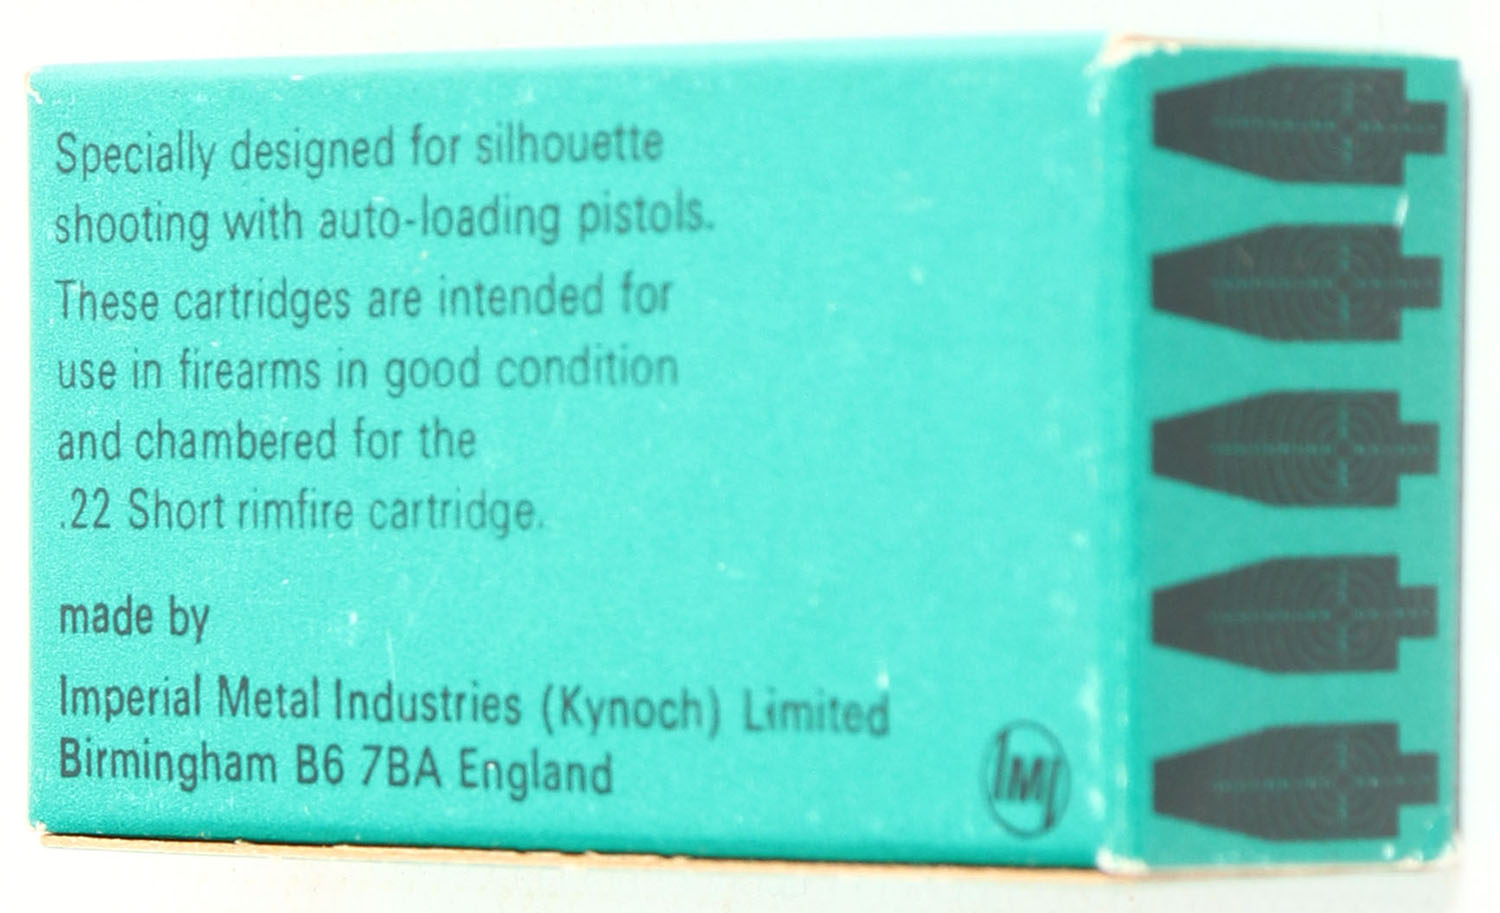 Specially designed for silhouette
shooting with auto-loading pistols.
These cartridges are intended for
use in firearms in good condition
and chambered for the
.22 Short rimfire cartridge.
made by
Imperial Metal Industries (Kynoch) Limited
Birmingham B6 7BA England
IMI